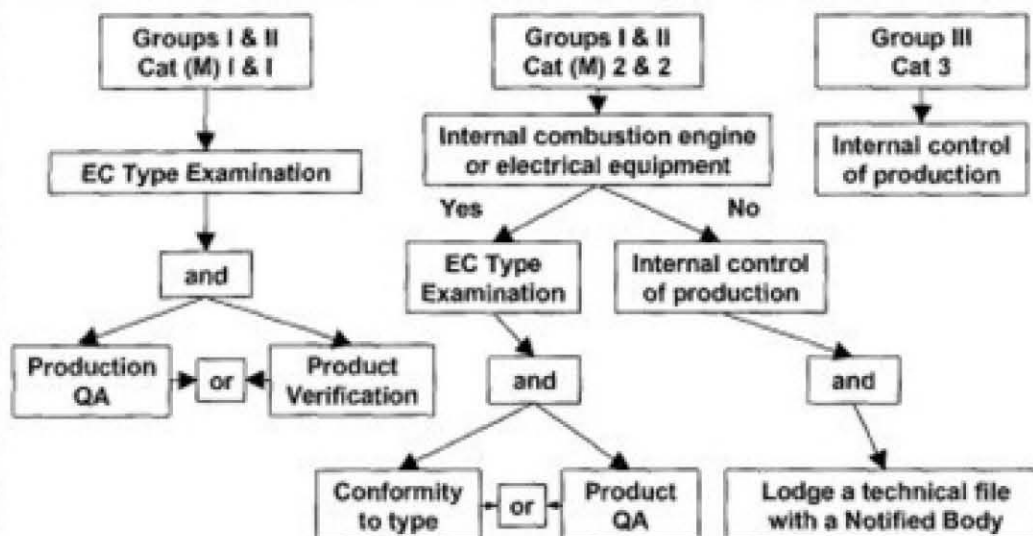 Groups I & II
Cat (M) I & I
Groups I & II
Cat (M) 2 & 2
Group III
Cat 3
EC Type Examination
Internal combustion engine
or electrical equipment
Internal control
of production
Yes
No
and
EC Type
Examination
Internal control
of production
Production
QA
or
Product
Verification
and
and
Conformity
to type
or
Product
QA
Lodge a technical file
with a Notified Body